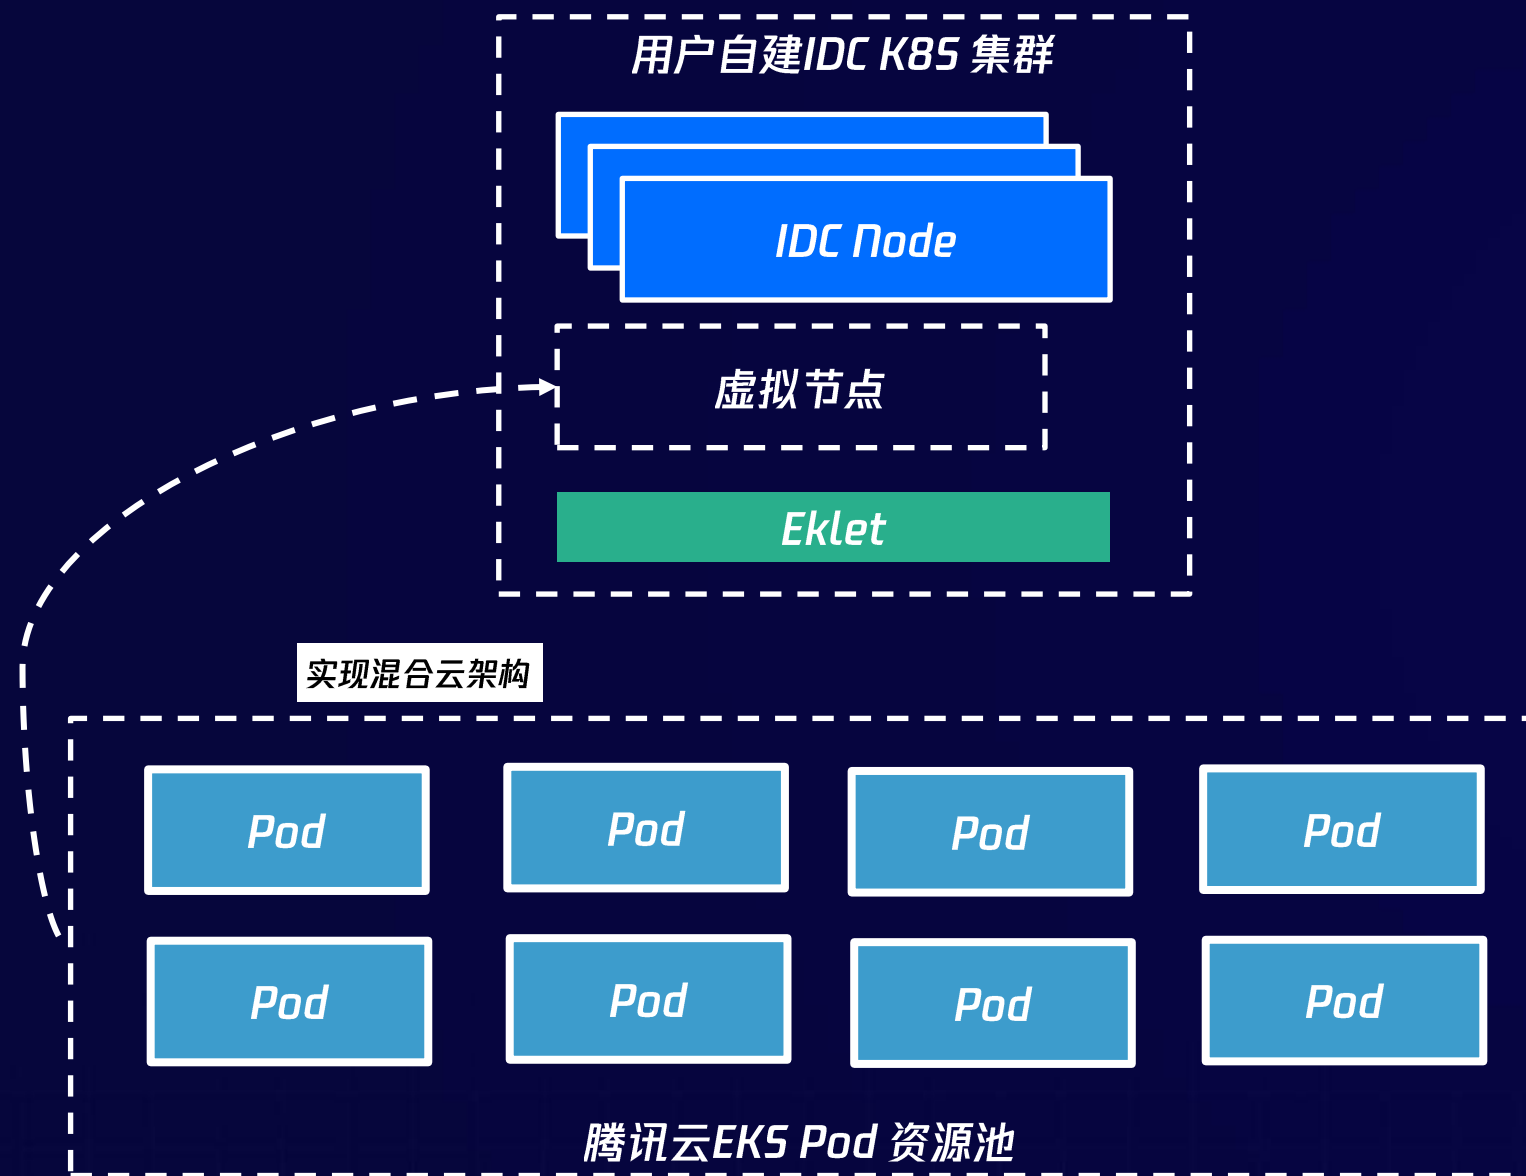 用户自建IDC K8S 集群
IDC Node
虚拟节点
Eklet
实现混合云架构
Pod
Pod
Pod
Pod
Pod
Pod
Pod
Pod
腾讯云EKS Pod 资源池